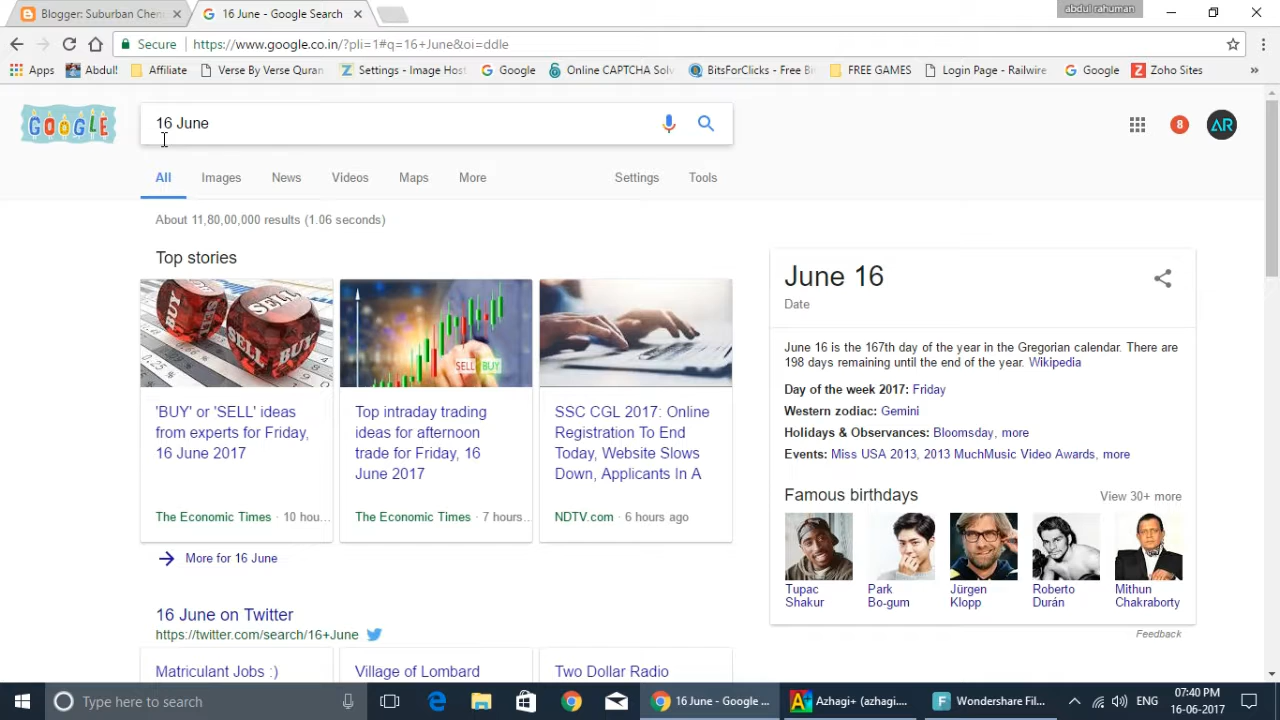 Blogger: Suburban Chen
16 June - Google Search
abdul rahuman
Secure
https://www.google.co.in/?pli=1#q=16+June&oi=ddle
Apps
Abdul!
Affiliate
Verse By Verse Quran
Settings - Image Host
Google
Online CAPTCHA Solv
BitsForClicks - Free Bi
FREE GAMES
Login Page - Railwire
Google
Zoho Sites
»
GOOGLE
16 June
8
AR
All
Images
News
Videos
Maps
More
Settings
Tools
About 11,80,00,000 results (1.06 seconds)
Top stories
BUY
SELL
SELL
BUY
SELL BUY
'BUY' or 'SELL' ideas
from experts for Friday,
16 June 2017
The Economic Times · 10 hou...
Top intraday trading
ideas for afternoon
trade for Friday, 16
June 2017
The Economic Times · 7 hours...
SSC CGL 2017: Online
Registration To End
Today, Website Slows
Down, Applicants In A
NDTV.com · 6 hours ago
More for 16 June
16 June on Twitter
https://twitter.com/search/16+June
Matriculant Jobs :)
Village of Lombard
Two Dollar Radio
June 16
Date
June 16 is the 167th day of the year in the Gregorian calendar. There are
198 days remaining until the end of the year. Wikipedia
Day of the week 2017: Friday
Western zodiac: Gemini
Holidays & Observances: Bloomsday, more
Events: Miss USA 2013, 2013 MuchMusic Video Awards, more
Famous birthdays
View 30+ more
Tupac
Shakur
Park
Bo-gum
Jürgen
Klopp
Roberto
Durán
Mithun
Chakraborty
Feedback
Type here to search
16 June - Google ...
Azhagi+ (azhagi....
Wondershare Fil...
ENG
07:40 PM
16-06-2017